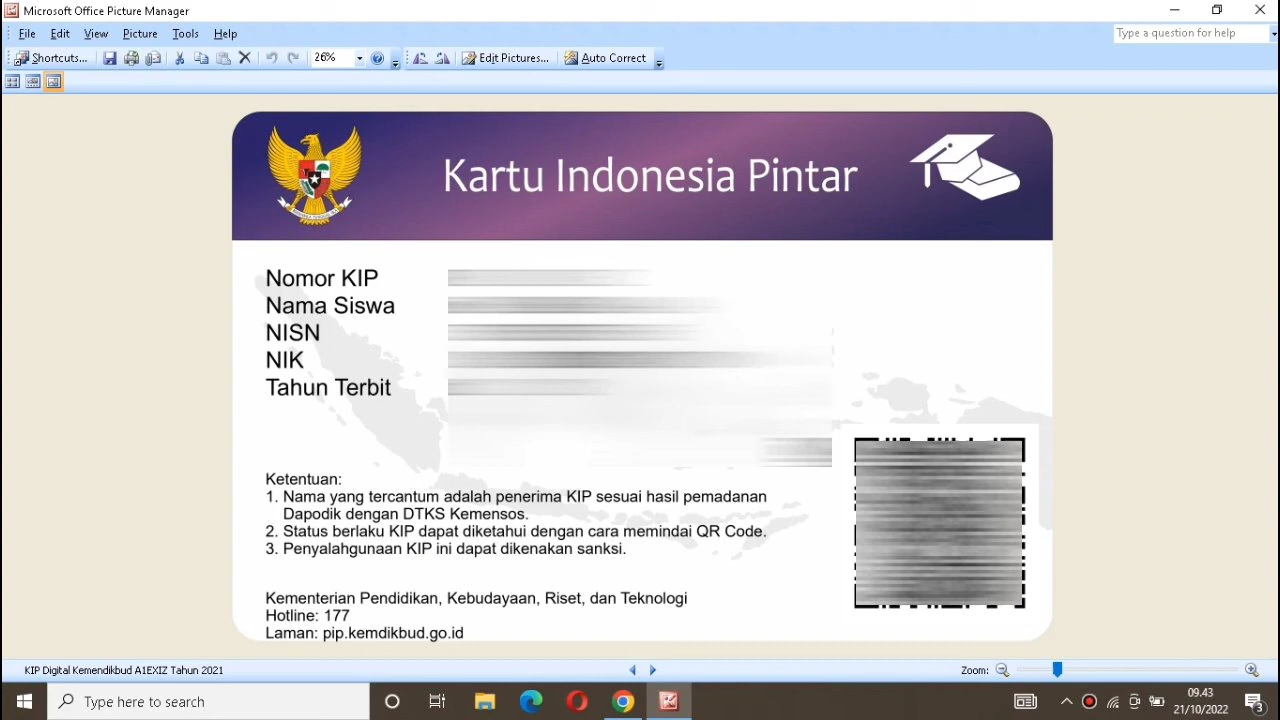 Microsoft Office Picture Manager
File Edit View Picture Tools Help
Type a question for help
Shortcuts... 26% Edit Pictures... Auto Correct
Kartu Indonesia Pintar
Nomor KIP
Nama Siswa
NISN
NIK
Tahun Terbit
Ketentuan:
1. Nama yang tercantum adalah penerima KIP sesuai hasil pemadanan
Dapodik dengan DTKS Kemensos.
2. Status berlaku KIP dapat diketahui dengan cara memindai QR Code.
3. Penyalahgunaan KIP ini dapat dikenakan sanksi.
Kementerian Pendidikan, Kebudayaan, Riset, dan Teknologi
Hotline: 177
Laman: pip.kemdikbud.go.id
KIP Digital Kemendikbud A1EXIZ Tahun 2021
Zoom:
Type here to search
09.43
21/10/2022
3